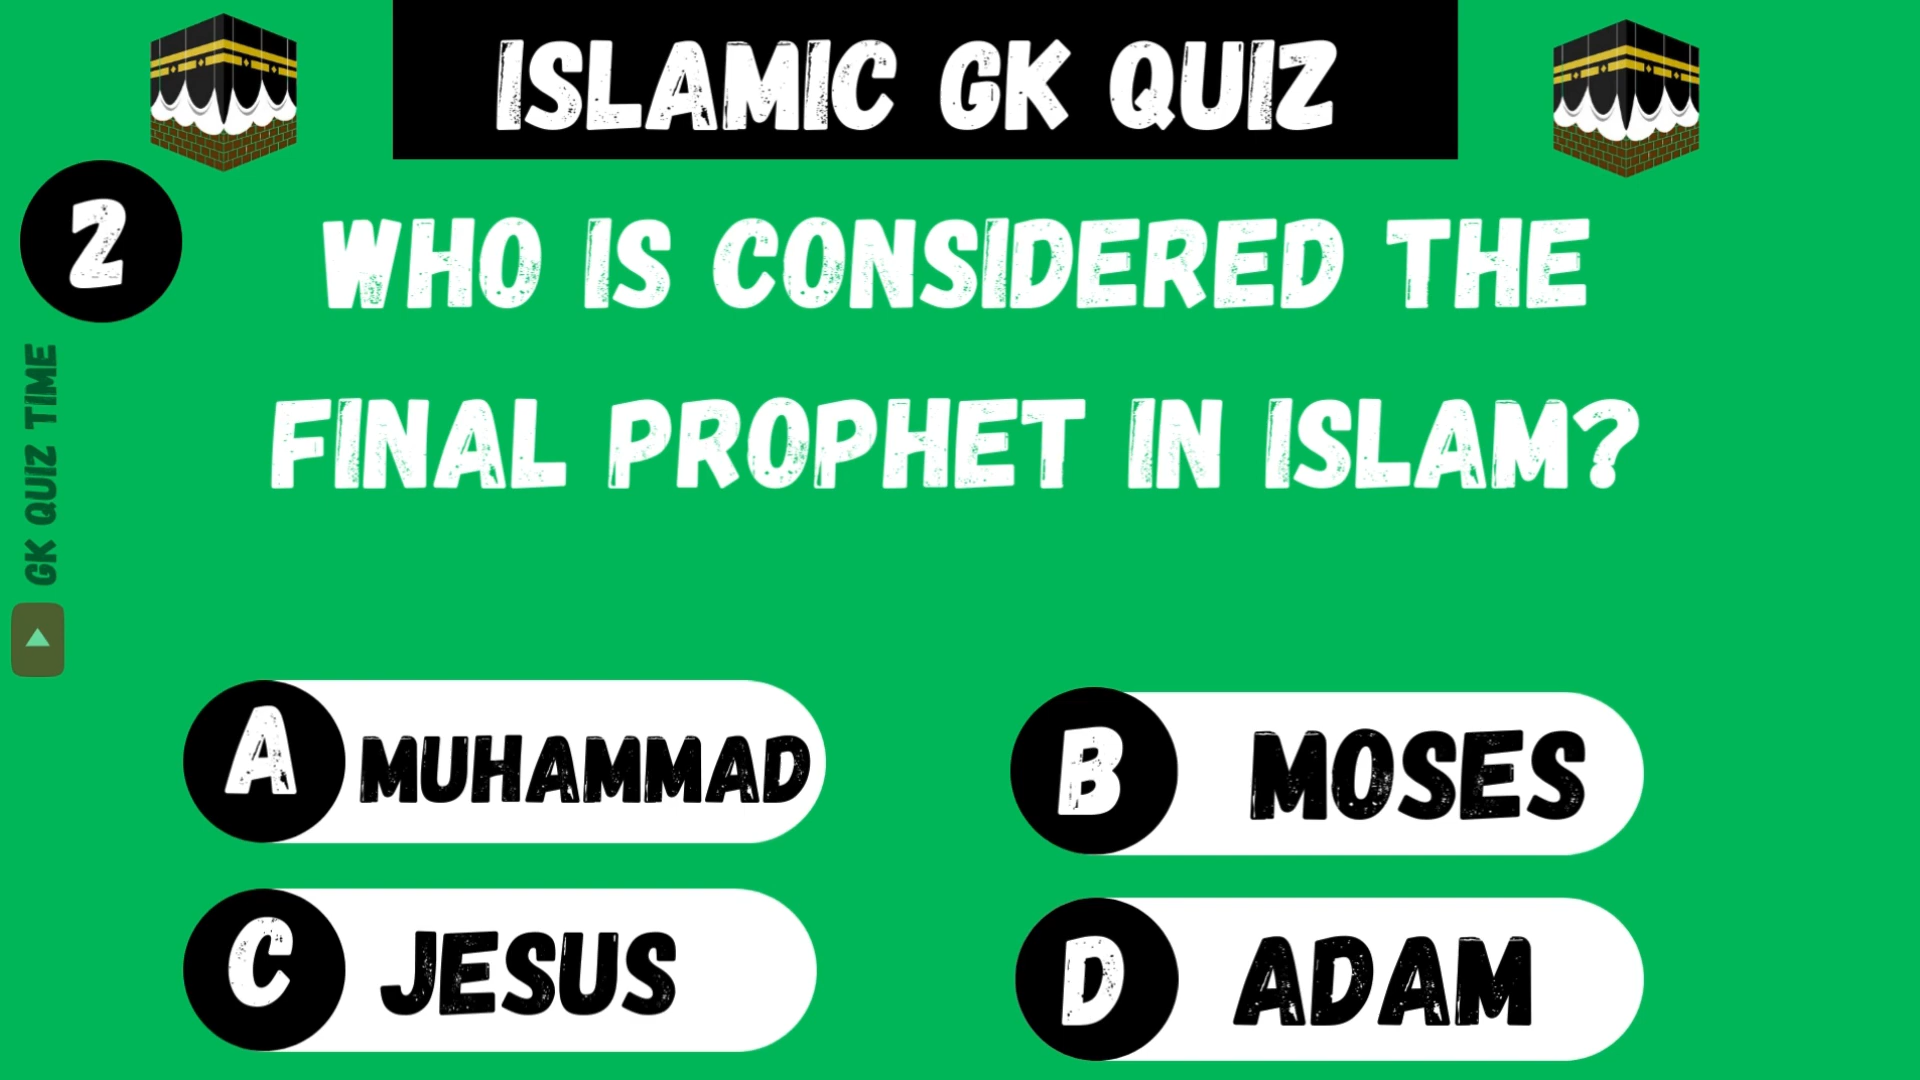 ISLAMIC GK QUIZ
2
WHO IS CONSIDERED THE
FINAL PROPHET IN ISLAM?
GK QUIZ TIME
A MUHAMMAD
B MOSES
C JESUS
D ADAM